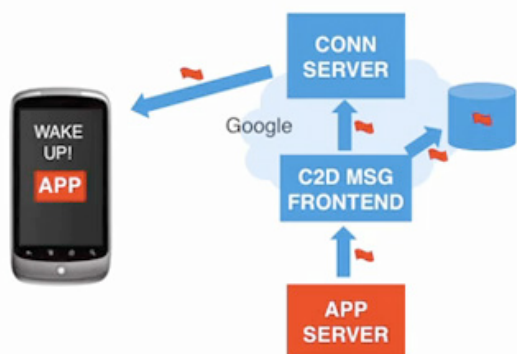 CONN
SERVER
WAKE
UP!
APP
Google
C2D MSG
FRONTEND
APP
SERVER